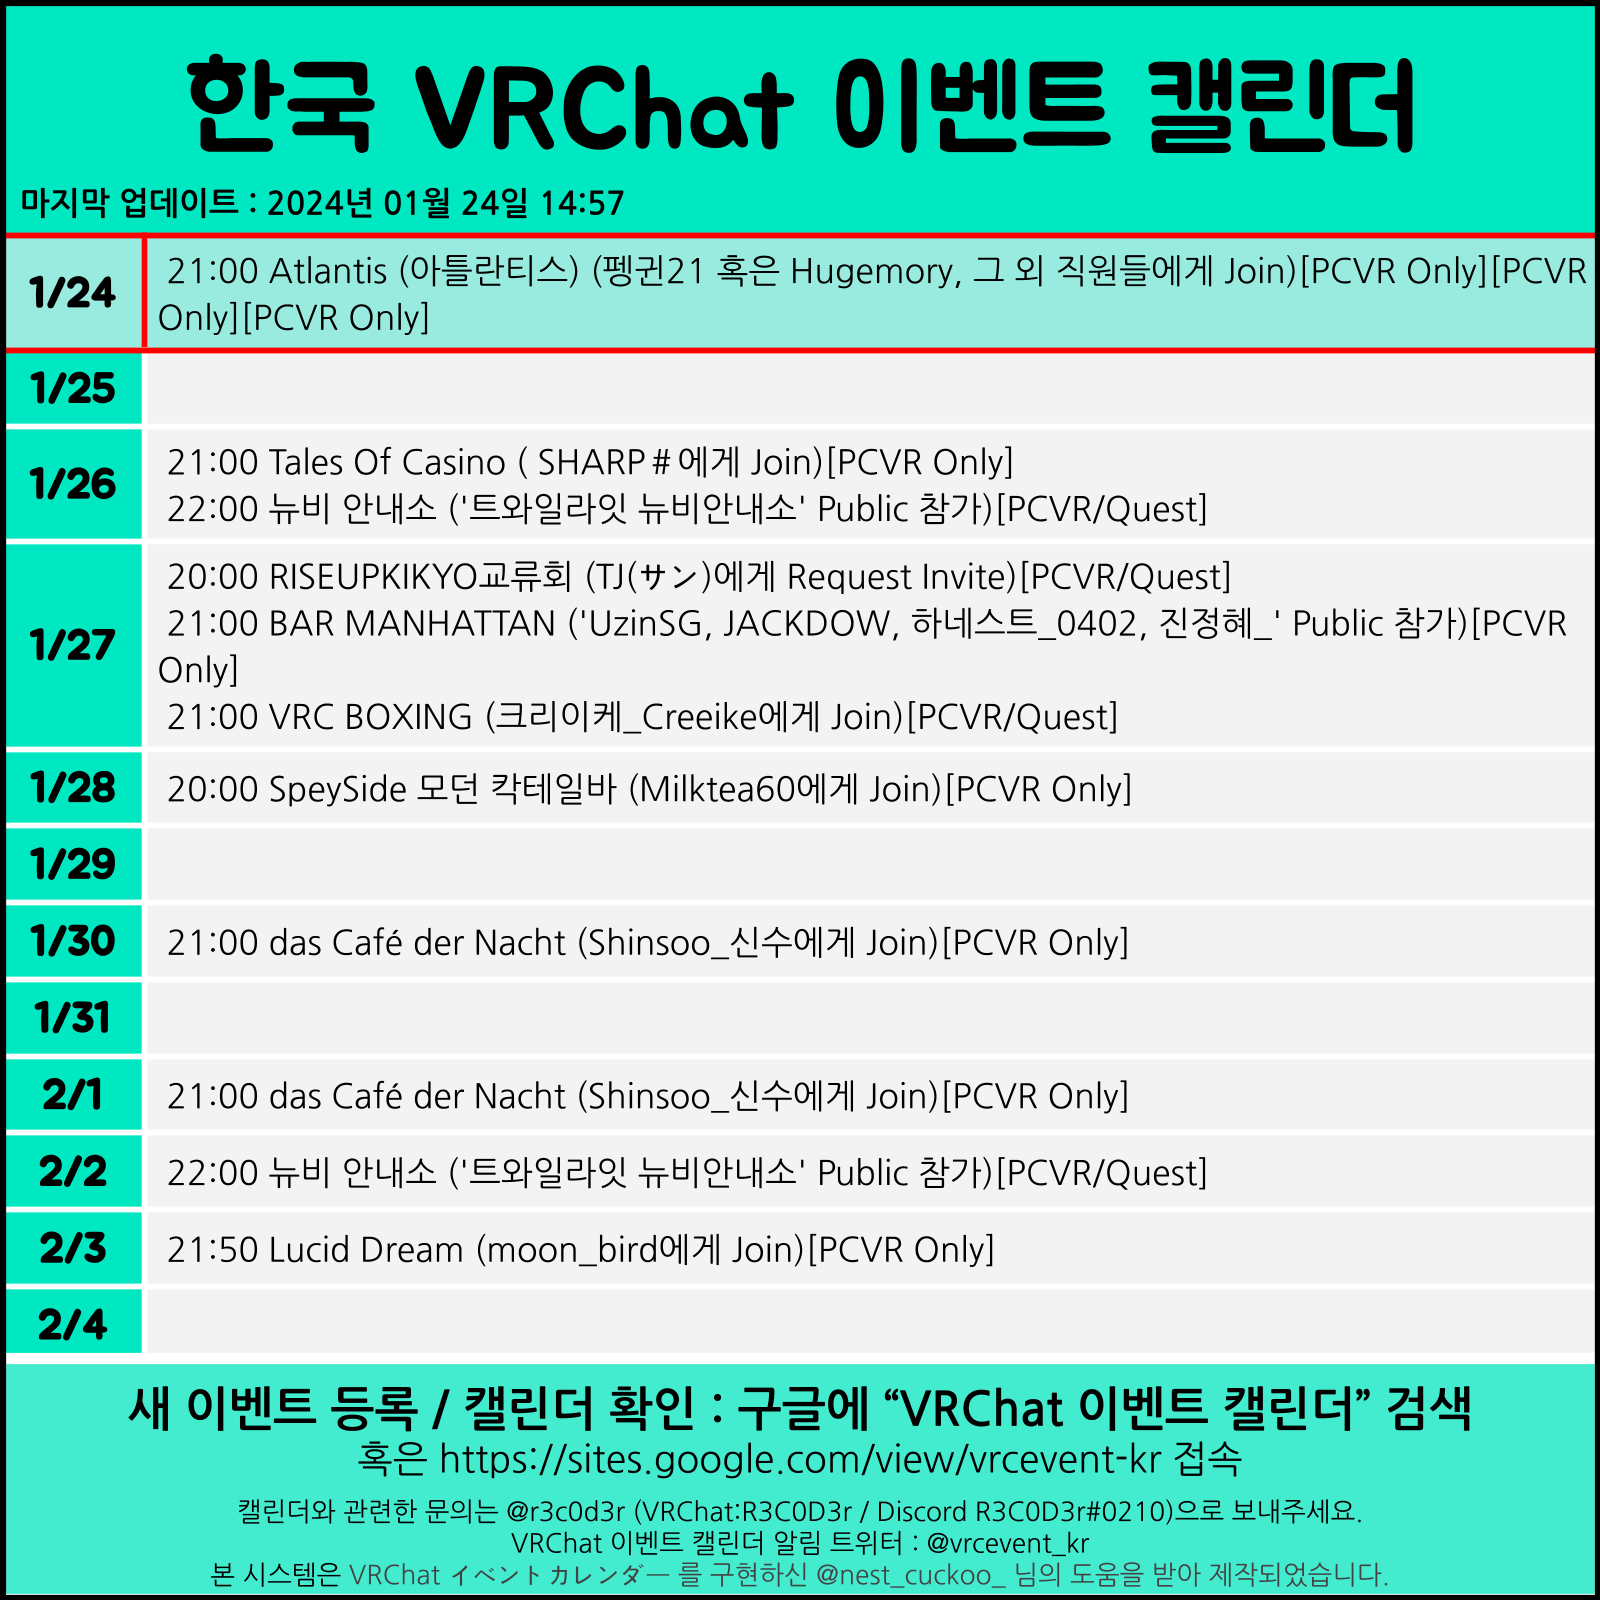 한국 VRChat 이벤트 캘린더
마지막 업데이트 : 2024년 01월 24일 14:57
1/24
21:00 Atlantis (아틀란티스) (펭귄21 혹은 Hugemory, 그 외 직원들에게 Join)[PCVR Only][PCVR
Only][PCVR Only]
1/25
1/26
21:00 Tales Of Casino ( SHARP#에게 Join)[PCVR Only]
22:00 뉴비 안내소 ('트와일라잇 뉴비안내소' Public 참가)[PCVR/Quest]
1/27
20:00 RISEUPKIKYO교류회 (TJ(サン)에게 Request Invite)[PCVR/Quest]
21:00 BAR MANHATTAN ('UzinSG, JACKDOW, 하네스트_0402, 진정혜_' Public 참가)[PCVR
Only]
21:00 VRC BOXING (크리이케_Creeike에게 Join)[PCVR/Quest]
1/28
20:00 SpeySide 모던 칵테일바 (Milktea60에게 Join)[PCVR Only]
1/29
1/30
21:00 das Café der Nacht (Shinsoo_신수에게 Join)[PCVR Only]
1/31
2/1
21:00 das Café der Nacht (Shinsoo_신수에게 Join)[PCVR Only]
2/2
22:00 뉴비 안내소 ('트와일라잇 뉴비안내소' Public 참가)[PCVR/Quest]
2/3
21:50 Lucid Dream (moon_bird에게 Join)[PCVR Only]
2/4
새 이벤트 등록 / 캘린더 확인 : 구글에 “VRChat 이벤트 캘린더” 검색
혹은 https://sites.google.com/view/vrcevent-kr 접속
캘린더와 관련한 문의는 @r3c0d3r (VRChat:R3C0D3r / Discord R3C0D3r#0210)으로 보내주세요.
VRChat 이벤트 캘린더 알림 트위터 : @vrcevent_kr
본 시스템은 VRChat イベントカレンダー 를 구현하신 @nest_cuckoo_ 님의 도움을 받아 제작되었습니다.